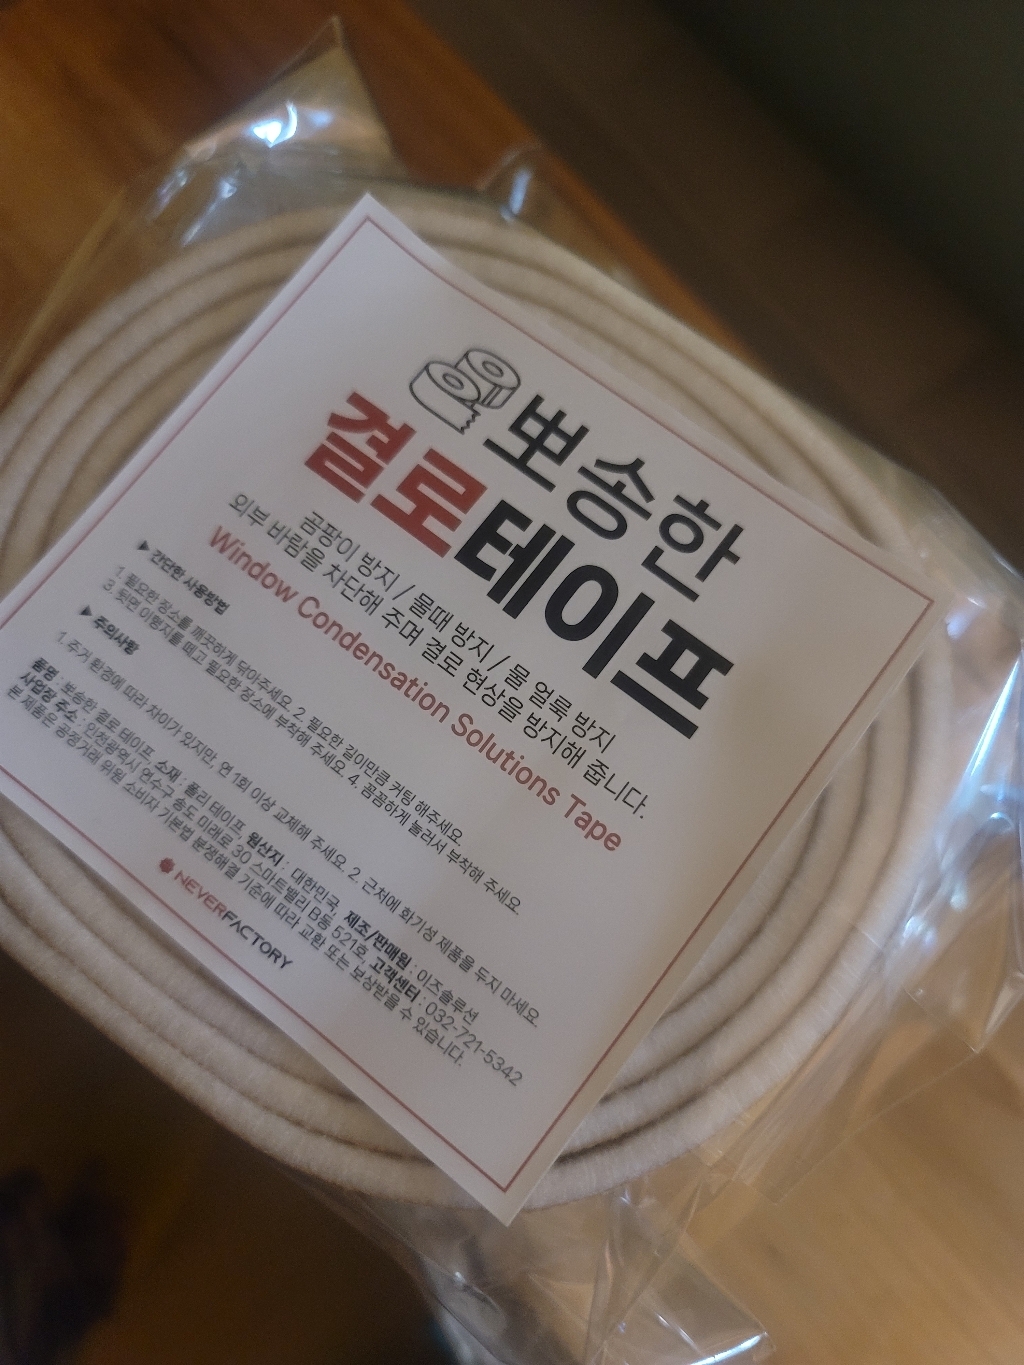 뽀송한
결로테이프
곰팡이 방지 / 물때 방지 / 물 얼룩 방지
외부 바람을 차단해 주며 결로 현상을 방지해 줍니다.
Window Condensation Solutions Tape
▶ 간단한 사용방법
1. 필요한 장소를 깨끗하게 닦아주세요. 2. 필요한 길이만큼 커팅 해주세요.
3. 뒷면 이형지를 떼고 필요한 장소에 부착해 주세요. 4. 꼼꼼하게 눌러서 부착해 주세요.
▶ 주의사항
1. 주거 환경에 따라 차이가 있지만, 연 1회 이상 교체해 주세요. 2. 근처에 화기성 제품을 두지 마세요.
품명 : 뽀송한 결로 테이프, 소재 : 폴리 테이프, 원산지 : 대한민국, 제조/판매원 : 이즈솔루션
사업장 주소 : 인천광역시 연수구 송도 미래로 30 스마트밸리 B동 521호, 고객센터 : 032-721-5342
본 제품은 공정거래 위원 소비자 기본법 분쟁해결 기준에 따라 교환 또는 보상받을 수 있습니다.
NEVERFACTORY